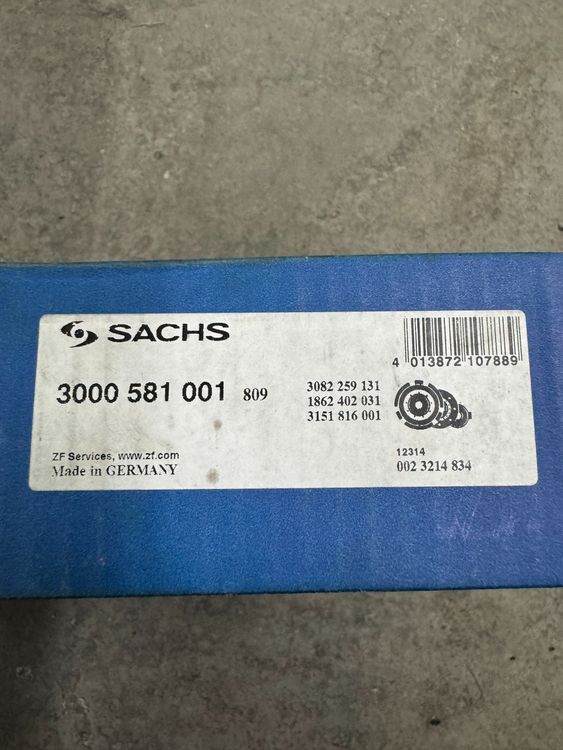 SACHS
4 013872 107889
3000 581 001 809
3082 259 131
1862 402 031
3151 816 001
ZF Services, www.zf.com
Made in GERMANY
12314
002 3214 834